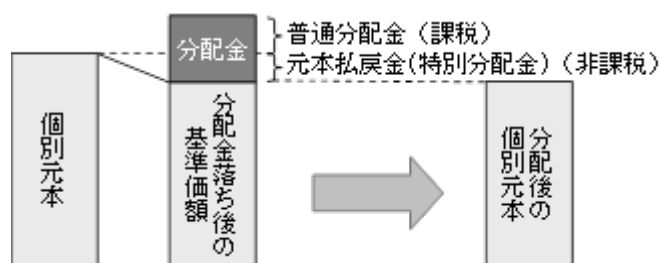 分配金
普通分配金（課税）
元本払戻金(特別分配金)（非課税）
個別元本
分配金落ち後の
基準価額
分配後の
個別元本